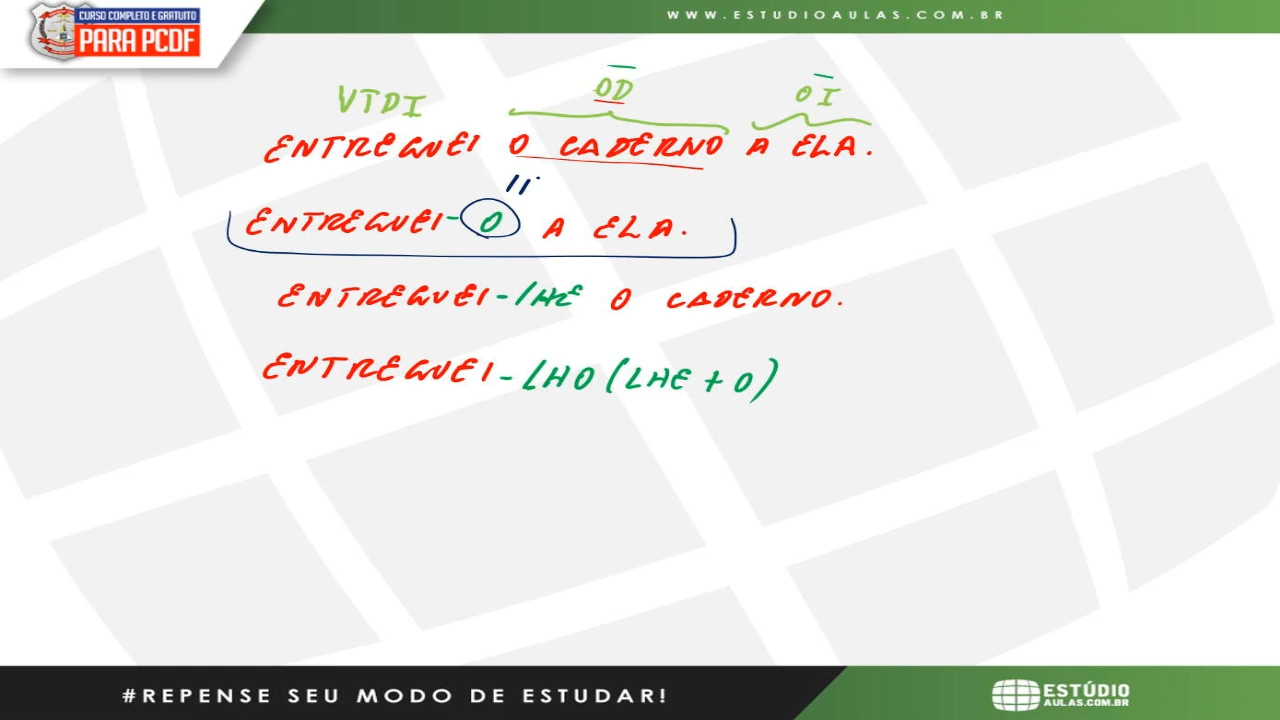 CURSO COMPLETO E GRATUITO
PARA PCDF
WWW.ESTUDIOAULAS.COM.BR
VTDI OD OI
ENTREGUEI O CADERNO A ELA.
ENTREGUEI-O A ELA.
ENTREGUEI-LHE O CADERNO.
ENTREGUEI-LHO (LHE + O)
#REPENSE SEU MODO DE ESTUDAR!
ESTÚDIO
AULAS.COM.BR